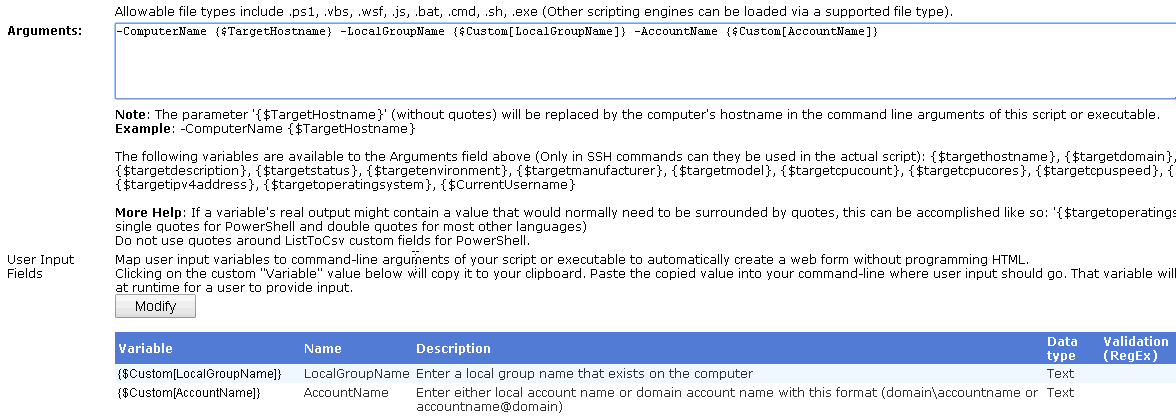 Allowable file types include .ps1, .vbs, .wsf, .js, .bat, .cmd, .sh, .exe (Other scripting engines can be loaded via a supported file type).
Arguments:
-ComputerName {$TargetHostname} -LocalGroupName {$Custom[LocalGroupName]} -AccountName {$Custom[AccountName]}
Note: The parameter '{$TargetHostname}' (without quotes) will be replaced by the computer's hostname in the command line arguments of this script or executable.
Example: -ComputerName {$TargetHostname}
The following variables are available to the Arguments field above (Only in SSH commands can they be used in the actual script): {$targethostname}, {$targetdomain},
{$targetdescription}, {$targetstatus}, {$targetenvironment}, {$targetmanufacturer}, {$targetmodel}, {$targetcpucount}, {$targetcpucores}, {$targetcpuspeed}, {
{$targetipv4address}, {$targetoperatingsystem}, {$CurrentUsername}
More Help: If a variable's real output might contain a value that would normally need to be surrounded by quotes, this can be accomplished like so: '{$targetoperatings
single quotes for PowerShell and double quotes for most other languages)
Do not use quotes around ListToCsv custom fields for PowerShell.
User Input
Fields
Map user input variables to command-line arguments of your script or executable to automatically create a web form without programming HTML.
Clicking on the custom "Variable" value below will copy it to your clipboard. Paste the copied value into your command-line where user input should go. That variable will
at runtime for a user to provide input.
Modify
Variable Name Description Data type Validation (RegEx)
{$Custom[LocalGroupName]} LocalGroupName Enter a local group name that exists on the computer Text
{$Custom[AccountName]} AccountName Enter either local account name or domain account name with this format (domain\accountname or Text
accountname@domain)